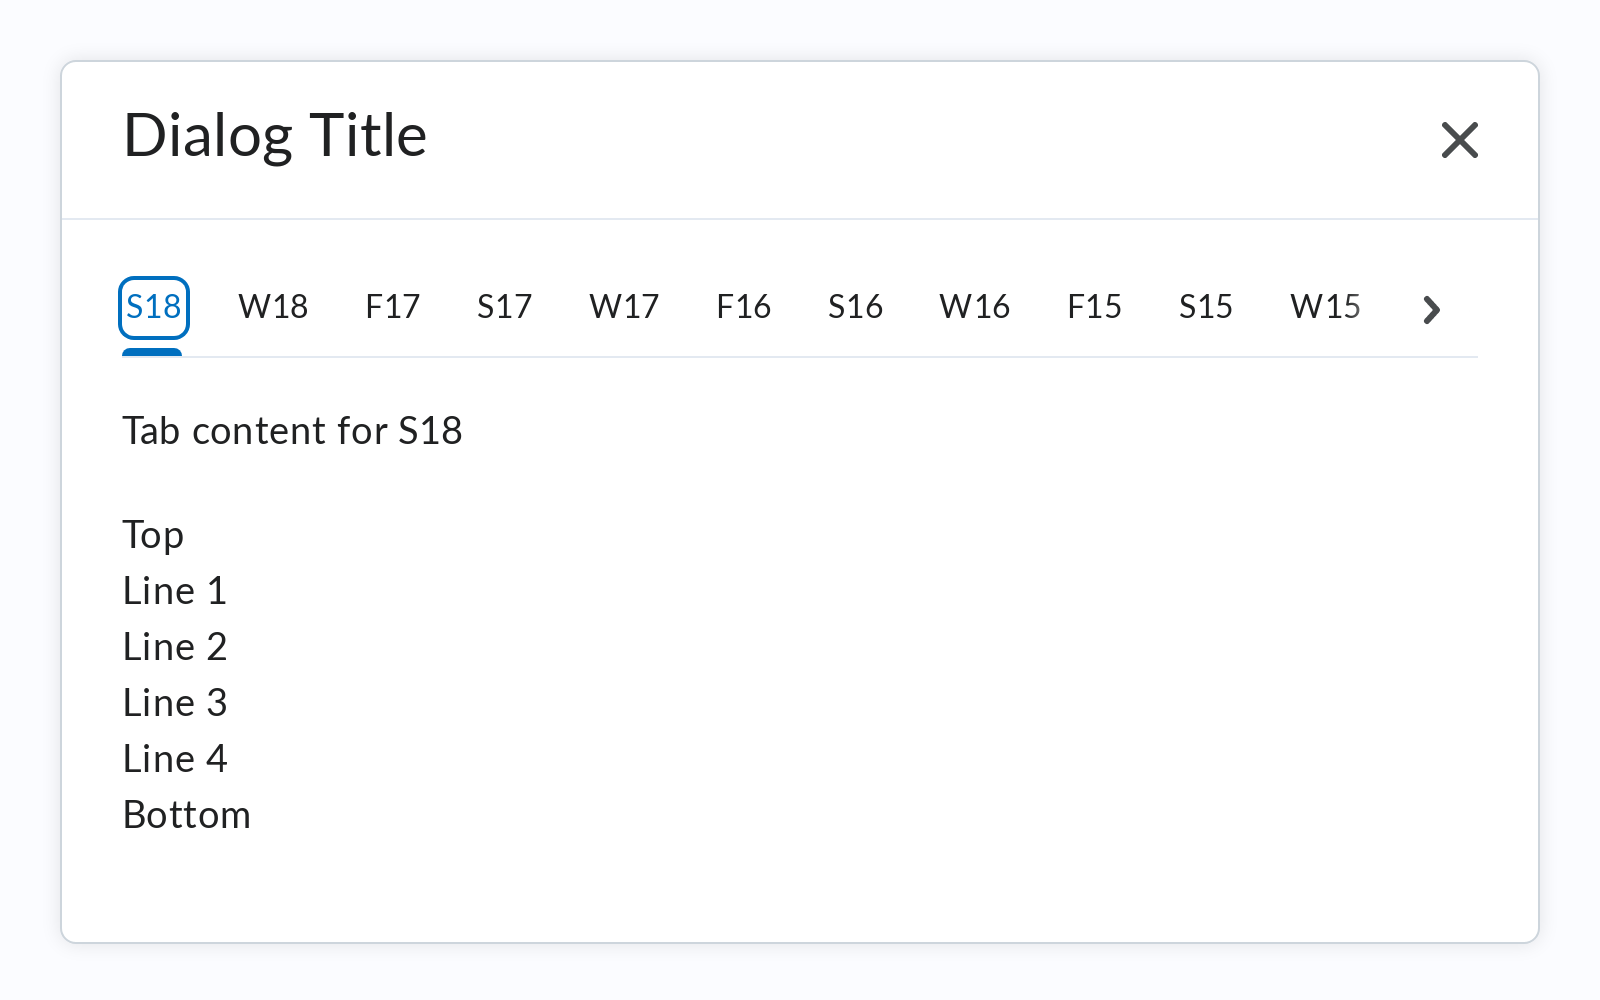 Dialog Title
S18 W18 F17 S17 W17 F16 S16 W16 F15 S15 W15
Tab content for S18
Top
Line 1
Line 2
Line 3
Line 4
Bottom